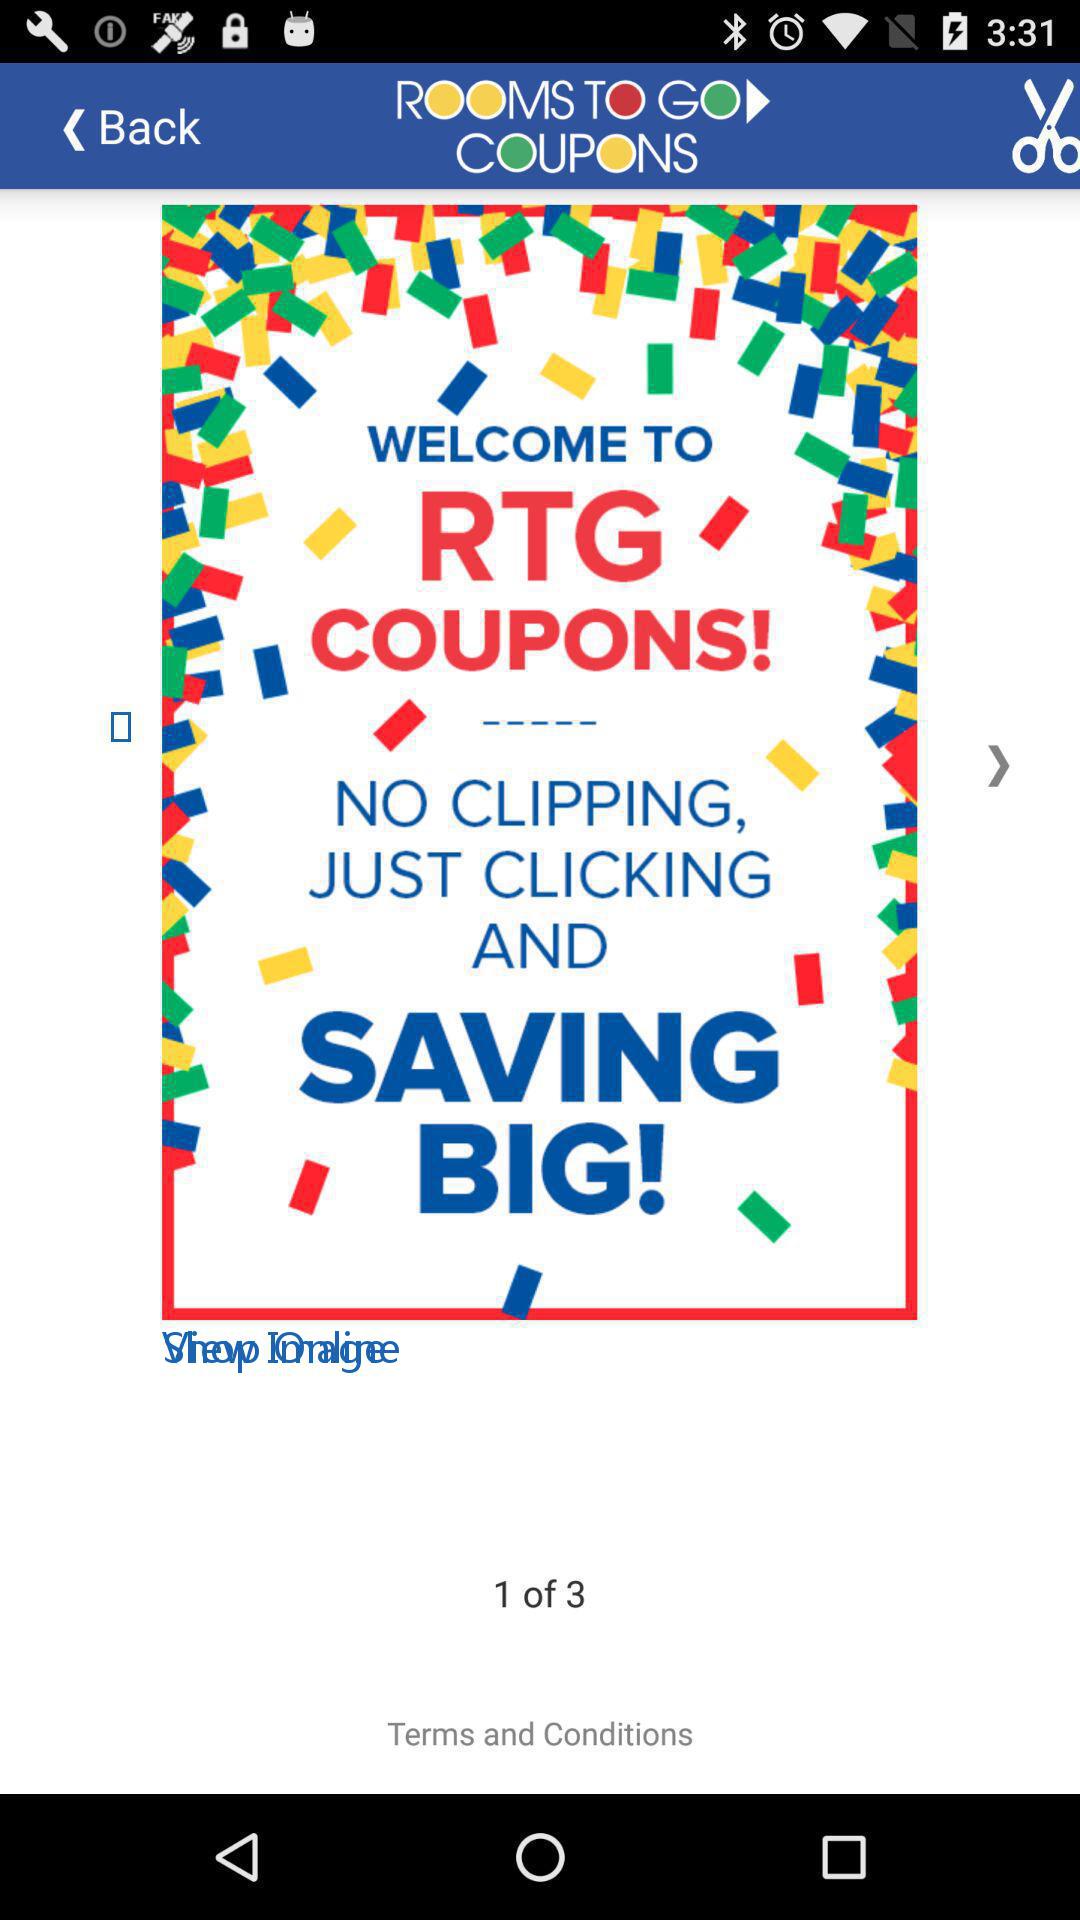 FAKE
3:31
❮ Back
ROOMS TO GO
COUPONS
WELCOME TO
RTG
COUPONS!
-----
NO CLIPPING,
JUST CLICKING
AND
SAVING
BIG!
❯
Shop Online
View Image
1 of 3
Terms and Conditions